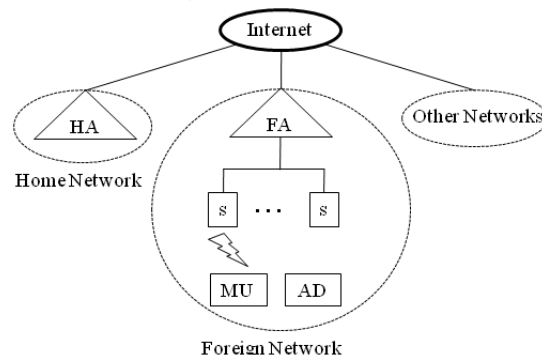 Internet
HA
FA
Other Networks
Home Network
s ... s
MU AD
Foreign Network